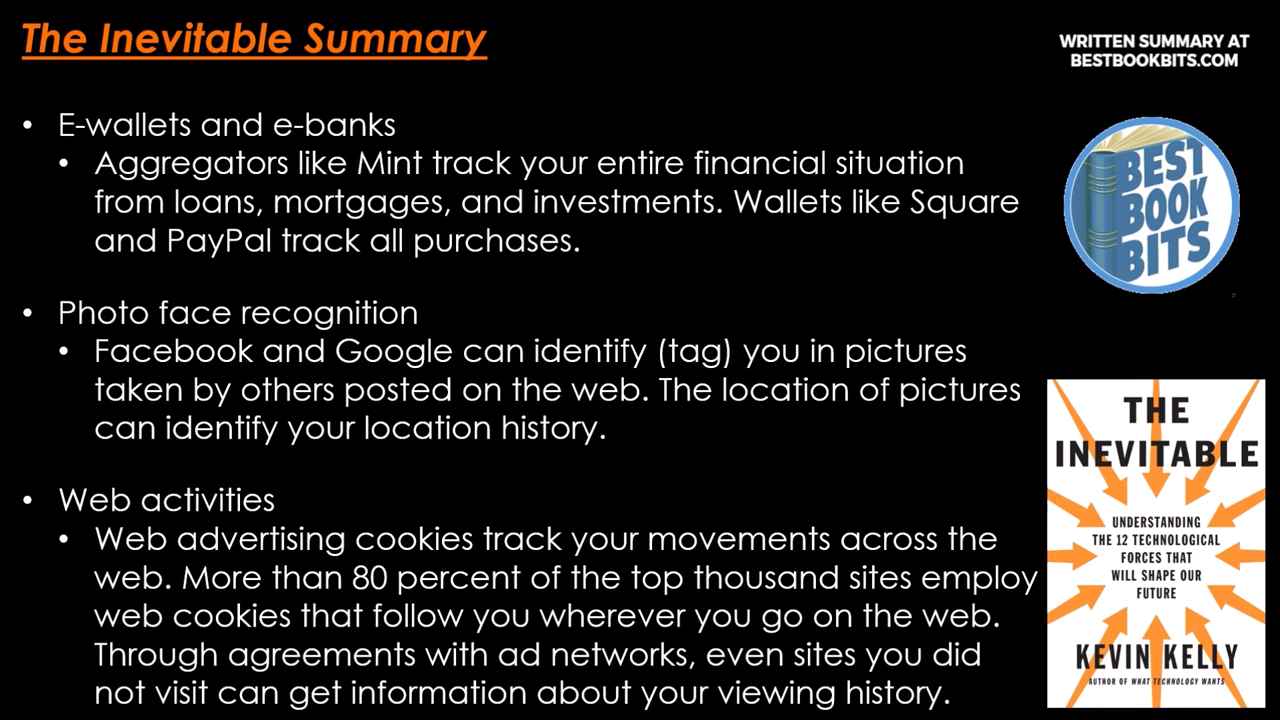 The Inevitable Summary
WRITTEN SUMMARY AT
BESTBOOKBITS.COM
• E-wallets and e-banks
• Aggregators like Mint track your entire financial situation
from loans, mortgages, and investments. Wallets like Square
and PayPal track all purchases.
• Photo face recognition
• Facebook and Google can identify (tag) you in pictures
taken by others posted on the web. The location of pictures
can identify your location history.
• Web activities
• Web advertising cookies track your movements across the
web. More than 80 percent of the top thousand sites employ
web cookies that follow you wherever you go on the web.
Through agreements with ad networks, even sites you did
not visit can get information about your viewing history.
BEST
BOOK
BITS
THE
INEVITABLE
UNDERSTANDING
THE 12 TECHNOLOGICAL
FORCES THAT
WILL SHAPE OUR
FUTURE
KEVIN KELLY
AUTHOR OF WHAT TECHNOLOGY WANTS